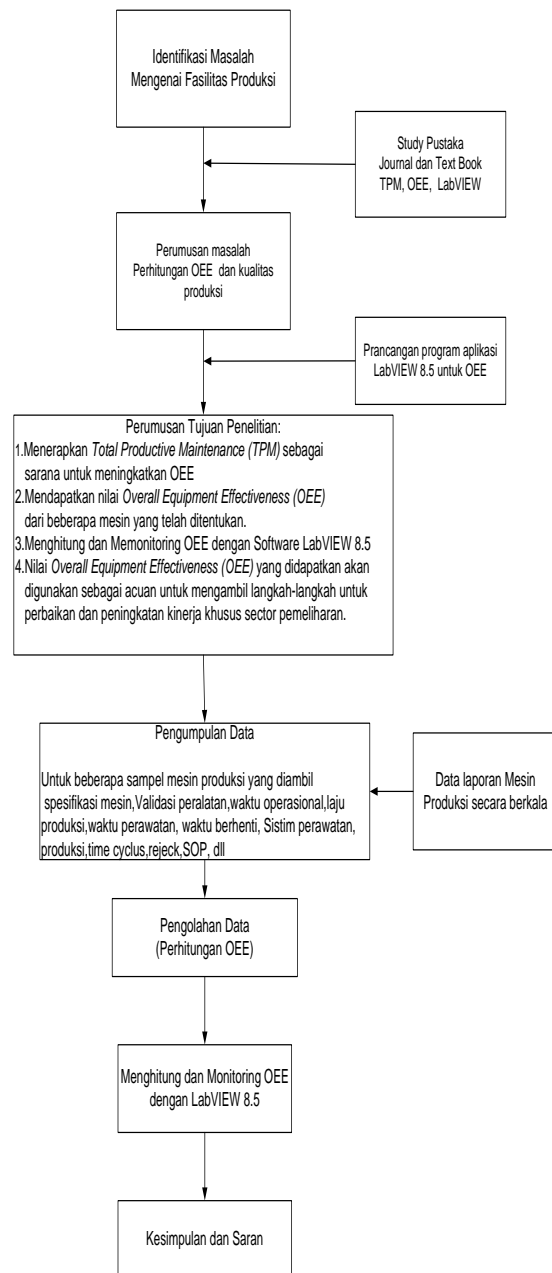 Identifikasi Masalah
Mengenai Fasilitas Produksi
Study Pustaka
Journal dan Text Book
TPM, OEE, LabVIEW
Perumusan masalah
Perhitungan OEE dan kualitas
produksi
Prancangan program aplikasi
LabVIEW 8.5 untuk OEE
Perumusan Tujuan Penelitian:
1.Menerapkan Total Productive Maintenance (TPM) sebagai
sarana untuk meningkatkan OEE
2.Mendapatkan nilai Overall Equipment Effectiveness (OEE)
dari beberapa mesin yang telah ditentukan.
3.Menghitung dan Memonitoring OEE dengan Software LabVIEW 8.5
4.Nilai Overall Equipment Effectiveness (OEE) yang didapatkan akan
digunakan sebagai acuan untuk mengambil langkah-langkah untuk
perbaikan dan peningkatan kinerja khusus sector pemeliharan.
Pengumpulan Data
Untuk beberapa sampel mesin produksi yang diambil
spesifikasi mesin,Validasi peralatan,waktu operasional,laju
produksi,waktu perawatan, waktu berhenti, Sistim perawatan,
produksi,time cyclus,rejeck,SOP, dll
Data laporan Mesin
Produksi secara berkala
Pengolahan Data
(Perhitungan OEE)
Menghitung dan Monitoring OEE
dengan LabVIEW 8.5
Kesimpulan dan Saran